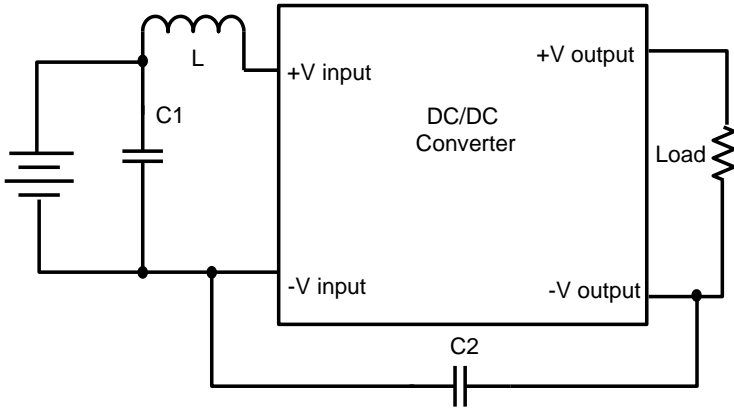 L
+V input
+V output
C1
DC/DC
Converter
Load
-V input
-V output
C2